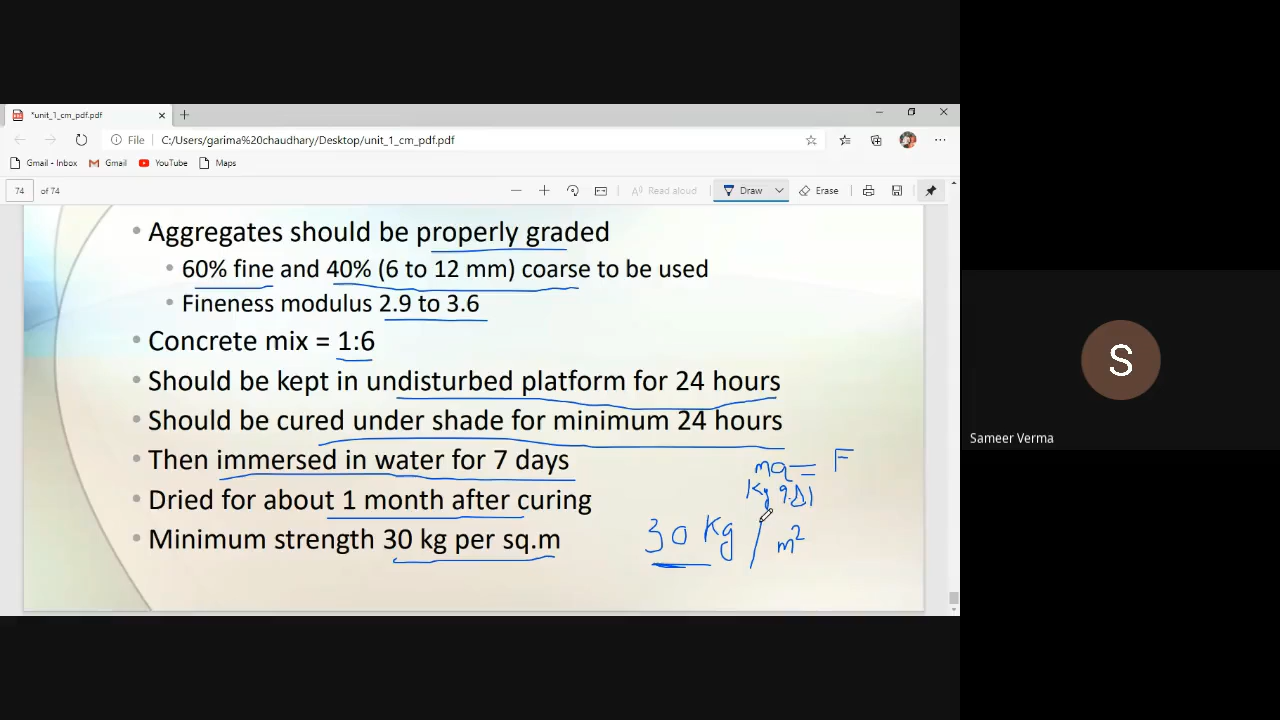 *unit_1_cm_pdf.pdf
File C:/Users/garima%20chaudhary/Desktop/unit_1_cm_pdf.pdf
Gmail - Inbox Gmail YouTube Maps
74 of 74 Read aloud Draw Erase
• Aggregates should be properly graded
• 60% fine and 40% (6 to 12 mm) coarse to be used
• Fineness modulus 2.9 to 3.6
• Concrete mix = 1:6
• Should be kept in undisturbed platform for 24 hours
• Should be cured under shade for minimum 24 hours
• Then immersed in water for 7 days
• Dried for about 1 month after curing
• Minimum strength 30 kg per sq.m
F
Kg 9.81
30 Kg / m²
S
Sameer Verma